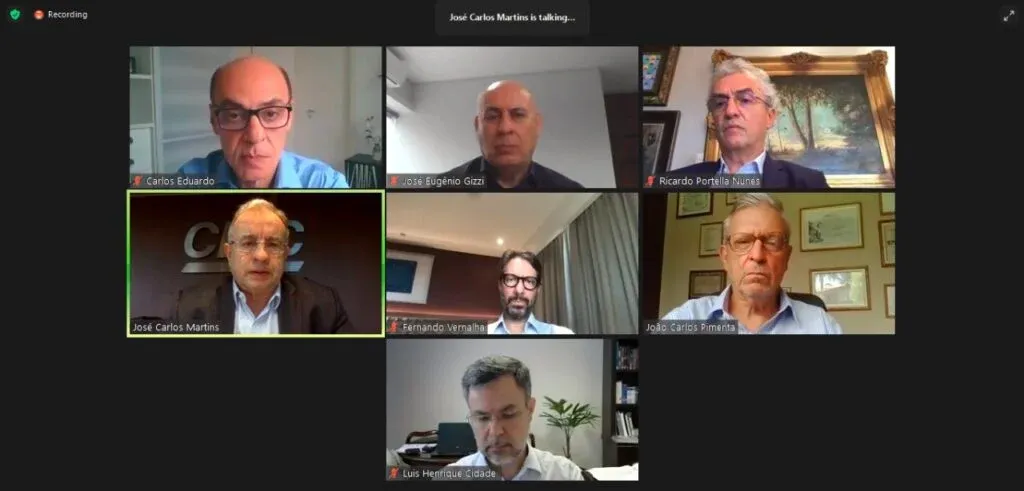 Recording
José Carlos Martins is talking...
Carlos Eduardo
José Eugênio Gizzi
Ricardo Portella Nunes
José Carlos Martins
Fernando Vernalha
João Carlos Pimenta
Luis Henrique Cidade